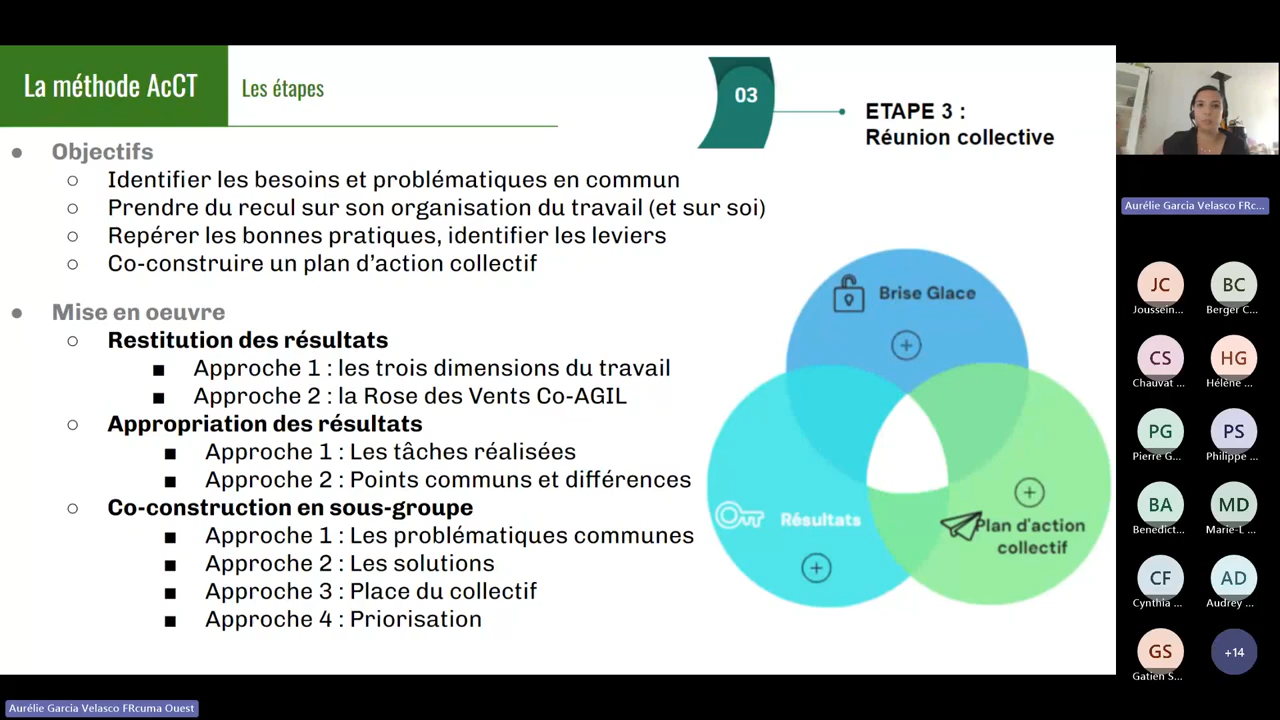 La méthode AcCT
Les étapes
03
ETAPE 3 :
Réunion collective
● Objectifs
○ Identifier les besoins et problématiques en commun
○ Prendre du recul sur son organisation du travail (et sur soi)
○ Repérer les bonnes pratiques, identifier les leviers
○ Co-construire un plan d’action collectif
● Mise en oeuvre
○ Restitution des résultats
■ Approche 1 : les trois dimensions du travail
■ Approche 2 : la Rose des Vents Co-AGIL
○ Appropriation des résultats
■ Approche 1 : Les tâches réalisées
■ Approche 2 : Points communs et différences
○ Co-construction en sous-groupe
■ Approche 1 : Les problématiques communes
■ Approche 2 : Les solutions
■ Approche 3 : Place du collectif
■ Approche 4 : Priorisation
Brise Glace
Résultats
Plan d'action
collectif
Aurélie Garcia Velasco FRc...
JC
BC
Joussein...
Berger C...
CS
HG
Chauvat ...
Hélène ...
PG
PS
Pierre G...
Philippe ...
BA
MD
Benedict...
Marie-L ...
CF
AD
Cynthia ...
Audrey ...
GS
+14
Gatien S...
Aurélie Garcia Velasco FRcuma Ouest